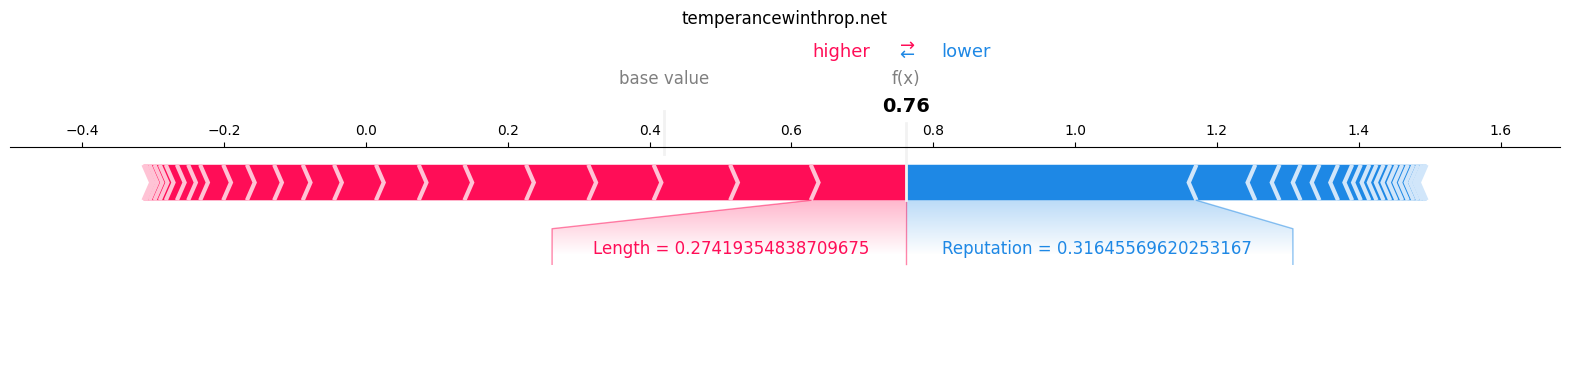 temperancewinthrop.net
higher ⇄ lower
base value f(x)
0.76
−0.4 −0.2 0.0 0.2 0.4 0.6 0.8 1.0 1.2 1.4 1.6
Length = 0.27419354838709675 Reputation = 0.31645569620253167